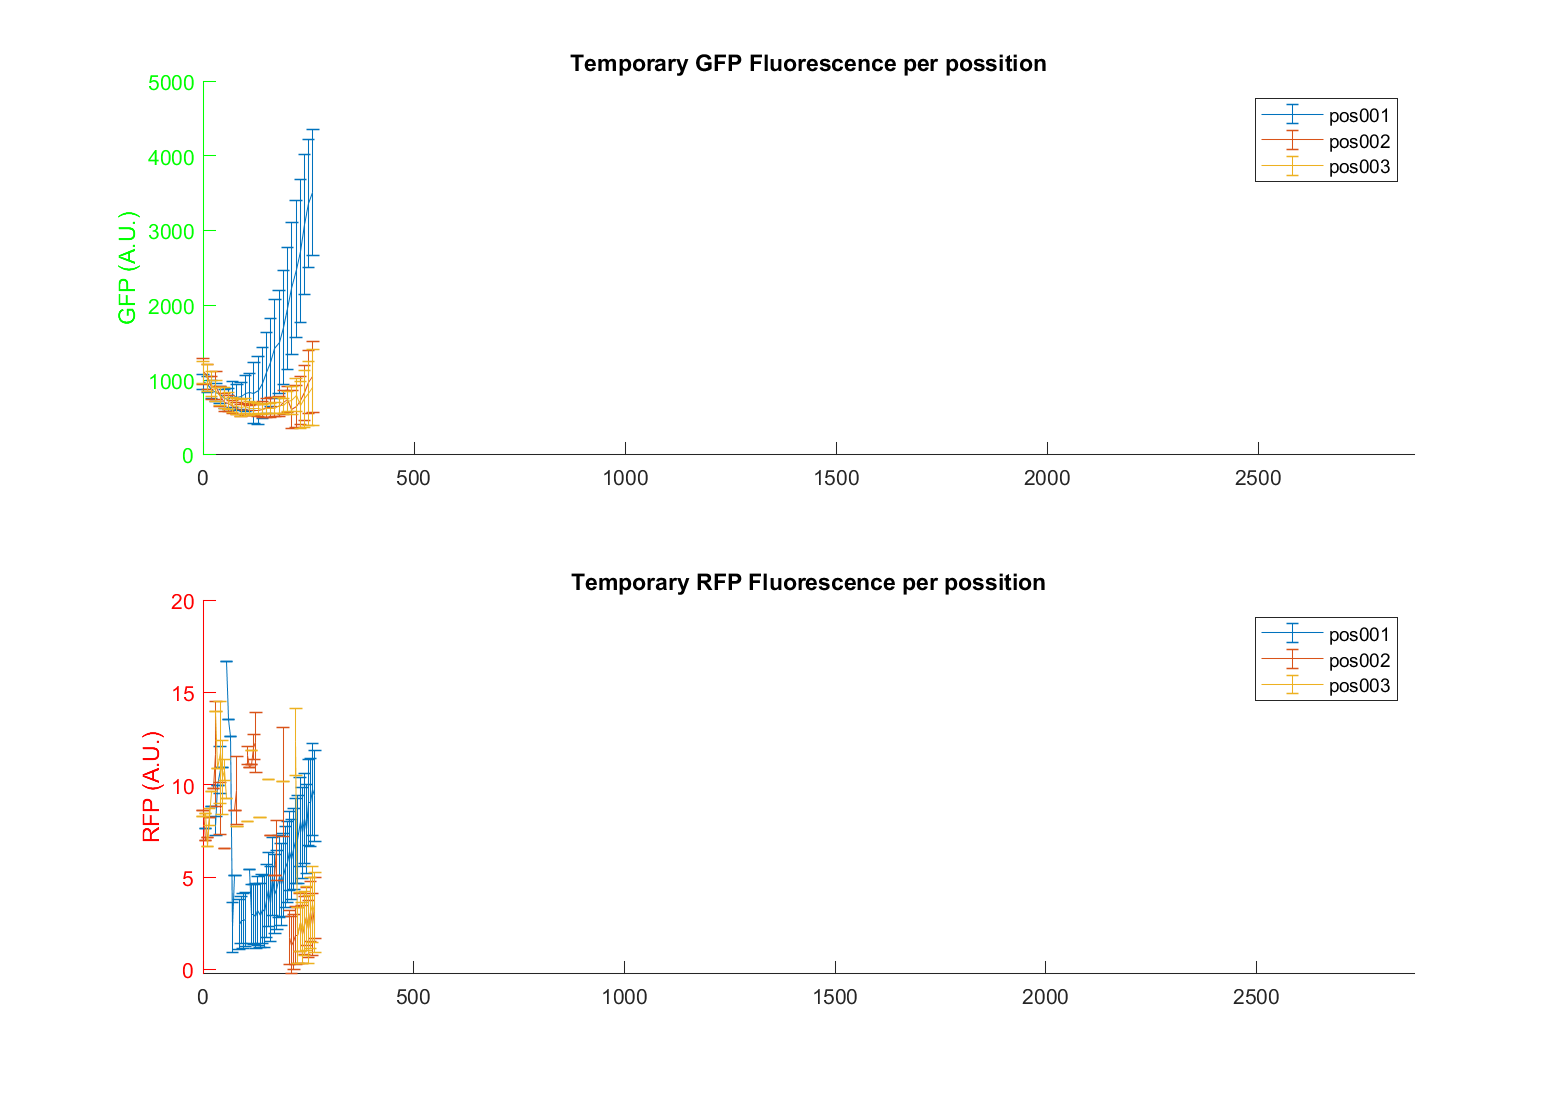 Temporary GFP Fluorescence per possition
5000
4000
3000
2000
1000
0
GFP (A.U.)
pos001
pos002
pos003
0 500 1000 1500 2000 2500
Temporary RFP Fluorescence per possition
20
15
10
5
0
RFP (A.U.)
pos001
pos002
pos003
0 500 1000 1500 2000 2500